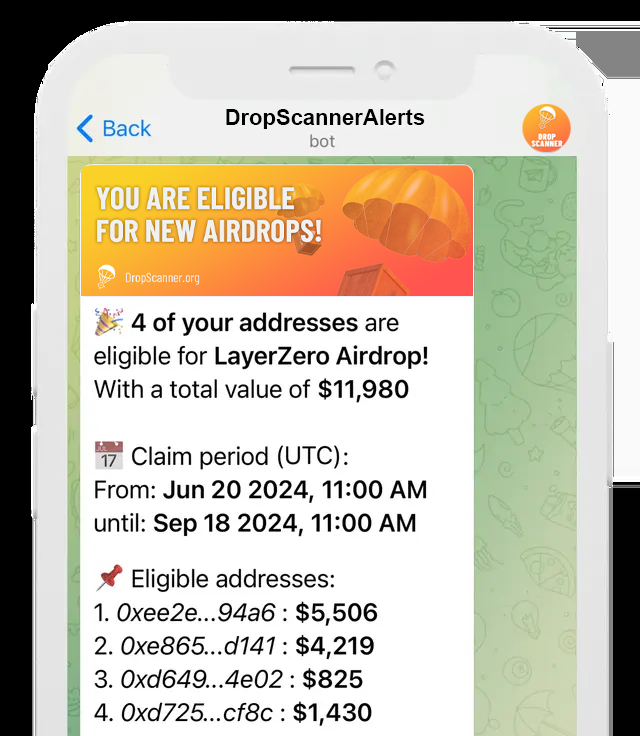 Back
DropScannerAlerts
bot
DROP
SCANNER
YOU ARE ELIGIBLE
FOR NEW AIRDROPS!
DropScanner.org
🎉 4 of your addresses are
eligible for LayerZero Airdrop!
With a total value of $11,980
📅 Claim period (UTC):
From: Jun 20 2024, 11:00 AM
until: Sep 18 2024, 11:00 AM
📌 Eligible addresses:
1. 0xee2e...94a6 : $5,506
2. 0xe865...d141 : $4,219
3. 0xd649...4e02 : $825
4. 0xd725...cf8c : $1,430